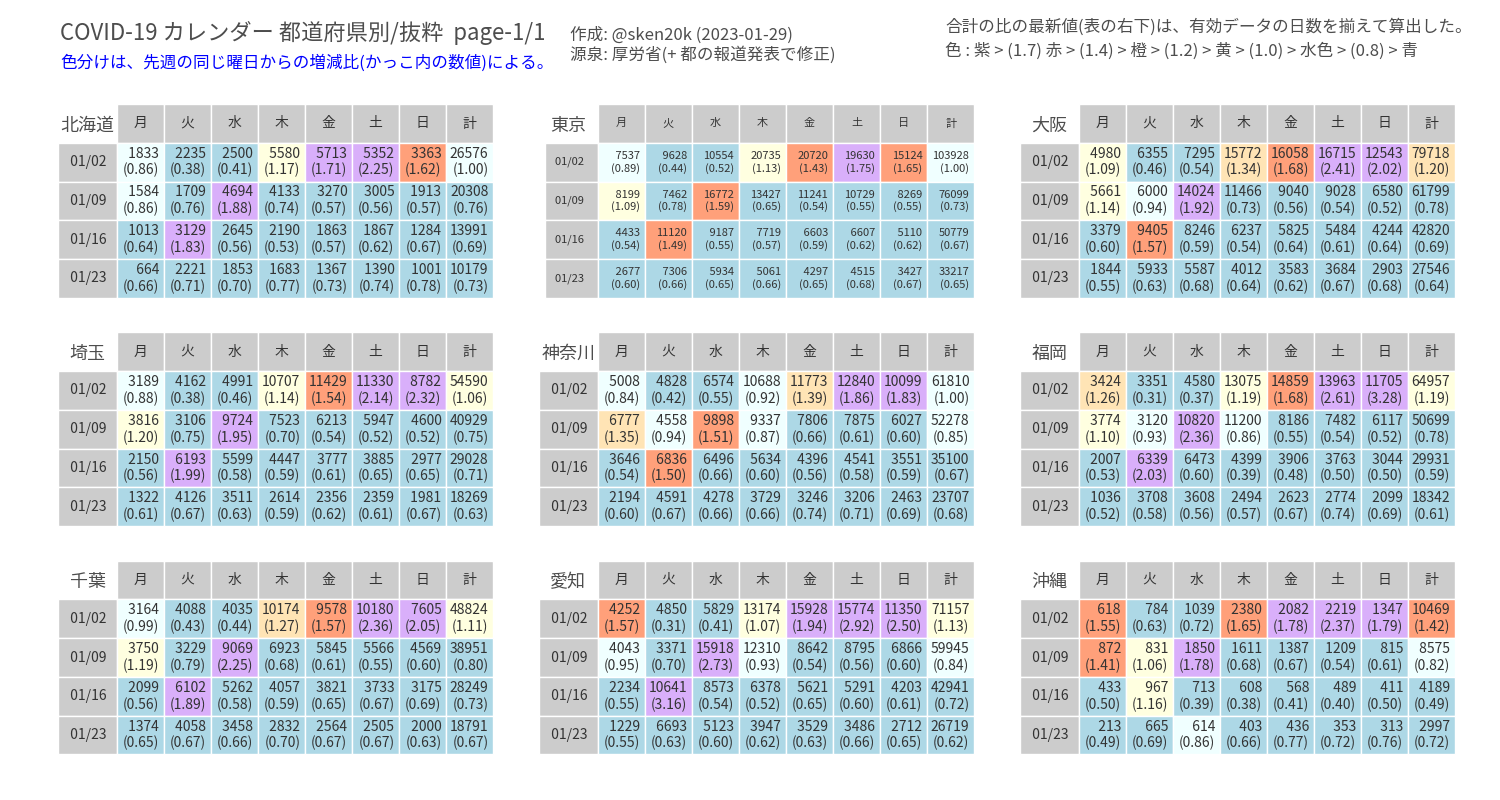 COVID-19 カレンダー 都道府県別/抜粋 page-1/1
色分けは、先週の同じ曜日からの増減比(かっこ内の数値)による。
作成: @sken20k (2023-01-29)
源泉: 厚労省(+ 都の報道発表で修正)
合計の比の最新値(表の右下)は、有効データの日数を揃えて算出した。
色 : 紫 > (1.7) 赤 > (1.4) 橙 > (1.2) > 黄 > (1.0) > 水色 > (0.8) > 青
北海道 月 火 水 木 金 土 日 計
01/02 1833 2235 2500 5580 5713 5352 3363 26576
(0.86) (0.38) (0.41) (1.17) (1.71) (2.25) (1.62) (1.00)
01/09 1584 1709 4694 4133 3270 3005 1913 20308
(0.86) (0.76) (1.88) (0.74) (0.57) (0.56) (0.57) (0.76)
01/16 1013 3129 2645 2190 1863 1867 1284 13991
(0.64) (1.83) (0.56) (0.53) (0.57) (0.62) (0.67) (0.69)
01/23 664 2221 1853 1683 1367 1390 1001 10179
(0.66) (0.71) (0.70) (0.77) (0.73) (0.74) (0.78) (0.73)
東京 月 火 水 木 金 土 日 計
01/02 7537 9628 10554 20735 20720 19630 15124 103928
(0.89) (0.44) (0.52) (1.13) (1.43) (1.75) (1.65) (1.00)
01/09 8199 7462 16772 13427 11241 10729 8269 76099
(1.09) (0.78) (1.59) (0.65) (0.54) (0.55) (0.55) (0.73)
01/16 4433 11120 9187 7719 6603 6607 5110 50779
(0.54) (1.49) (0.55) (0.57) (0.59) (0.62) (0.62) (0.67)
01/23 2677 7306 5934 5061 4297 4515 3427 33217
(0.60) (0.66) (0.65) (0.66) (0.65) (0.68) (0.67) (0.65)
大阪 月 火 水 木 金 土 日 計
01/02 4980 6355 7295 15772 16058 16715 12543 79718
(1.09) (0.46) (0.54) (1.34) (1.68) (2.41) (2.02) (1.20)
01/09 5661 6000 14024 11466 9040 9028 6580 61799
(1.14) (0.94) (1.92) (0.73) (0.56) (0.54) (0.52) (0.78)
01/16 3379 9405 8246 6237 5825 5484 4244 42820
(0.60) (1.57) (0.59) (0.54) (0.64) (0.61) (0.64) (0.69)
01/23 1844 5933 5587 4012 3583 3684 2903 27546
(0.55) (0.63) (0.68) (0.64) (0.62) (0.67) (0.68) (0.64)
埼玉 月 火 水 木 金 土 日 計
01/02 3189 4162 4991 10707 11429 11330 8782 54590
(0.88) (0.38) (0.46) (1.14) (1.54) (2.14) (2.32) (1.06)
01/09 3816 3106 9724 7523 6213 5947 4600 40929
(1.20) (0.75) (1.95) (0.70) (0.54) (0.52) (0.52) (0.75)
01/16 2150 6193 5599 4447 3777 3885 2977 29028
(0.56) (1.99) (0.58) (0.59) (0.61) (0.65) (0.65) (0.71)
01/23 1322 4126 3511 2614 2356 2359 1981 18269
(0.61) (0.67) (0.63) (0.59) (0.62) (0.61) (0.67) (0.63)
神奈川 月 火 水 木 金 土 日 計
01/02 5008 4828 6574 10688 11773 12840 10099 61810
(0.84) (0.42) (0.55) (0.92) (1.39) (1.86) (1.83) (1.00)
01/09 6777 4558 9898 9337 7806 7875 6027 52278
(1.35) (0.94) (1.51) (0.87) (0.66) (0.61) (0.60) (0.85)
01/16 3646 6836 6496 5634 4396 4541 3551 35100
(0.54) (1.50) (0.66) (0.60) (0.56) (0.58) (0.59) (0.67)
01/23 2194 4591 4278 3729 3246 3206 2463 23707
(0.60) (0.67) (0.66) (0.66) (0.74) (0.71) (0.69) (0.68)
福岡 月 火 水 木 金 土 日 計
01/02 3424 3351 4580 13075 14859 13963 11705 64957
(1.26) (0.31) (0.37) (1.19) (1.68) (2.61) (3.28) (1.19)
01/09 3774 3120 10820 11200 8186 7482 6117 50699
(1.10) (0.93) (2.36) (0.86) (0.55) (0.54) (0.52) (0.78)
01/16 2007 6339 6473 4399 3906 3763 3044 29931
(0.53) (2.03) (0.60) (0.39) (0.48) (0.50) (0.50) (0.59)
01/23 1036 3708 3608 2494 2623 2774 2099 18342
(0.52) (0.58) (0.56) (0.57) (0.67) (0.74) (0.69) (0.61)
千葉 月 火 水 木 金 土 日 計
01/02 3164 4088 4035 10174 9578 10180 7605 48824
(0.99) (0.43) (0.44) (1.27) (1.57) (2.36) (2.05) (1.11)
01/09 3750 3229 9069 6923 5845 5566 4569 38951
(1.19) (0.79) (2.25) (0.68) (0.61) (0.55) (0.60) (0.80)
01/16 2099 6102 5262 4057 3821 3733 3175 28249
(0.56) (1.89) (0.58) (0.59) (0.65) (0.67) (0.69) (0.73)
01/23 1374 4058 3458 2832 2564 2505 2000 18791
(0.65) (0.67) (0.66) (0.70) (0.67) (0.67) (0.63) (0.67)
愛知 月 火 水 木 金 土 日 計
01/02 4252 4850 5829 13174 15928 15774 11350 71157
(1.57) (0.31) (0.41) (1.07) (1.94) (2.92) (2.50) (1.13)
01/09 4043 3371 15918 12310 8642 8795 6866 59945
(0.95) (0.70) (2.73) (0.93) (0.54) (0.56) (0.60) (0.84)
01/16 2234 10641 8573 6378 5621 5291 4203 42941
(0.55) (3.16) (0.54) (0.52) (0.65) (0.60) (0.61) (0.72)
01/23 1229 6693 5123 3947 3529 3486 2712 26719
(0.55) (0.63) (0.60) (0.62) (0.63) (0.66) (0.65) (0.62)
沖縄 月 火 水 木 金 土 日 計
01/02 618 784 1039 2380 2082 2219 1347 10469
(1.55) (0.63) (0.72) (1.65) (1.78) (2.37) (1.79) (1.42)
01/09 872 831 1850 1611 1387 1209 815 8575
(1.41) (1.06) (1.78) (0.68) (0.67) (0.54) (0.61) (0.82)
01/16 433 967 713 608 568 489 411 4189
(0.50) (1.16) (0.39) (0.38) (0.41) (0.40) (0.50) (0.49)
01/23 213 665 614 403 436 353 313 2997
(0.49) (0.69) (0.86) (0.66) (0.77) (0.72) (0.76) (0.72)